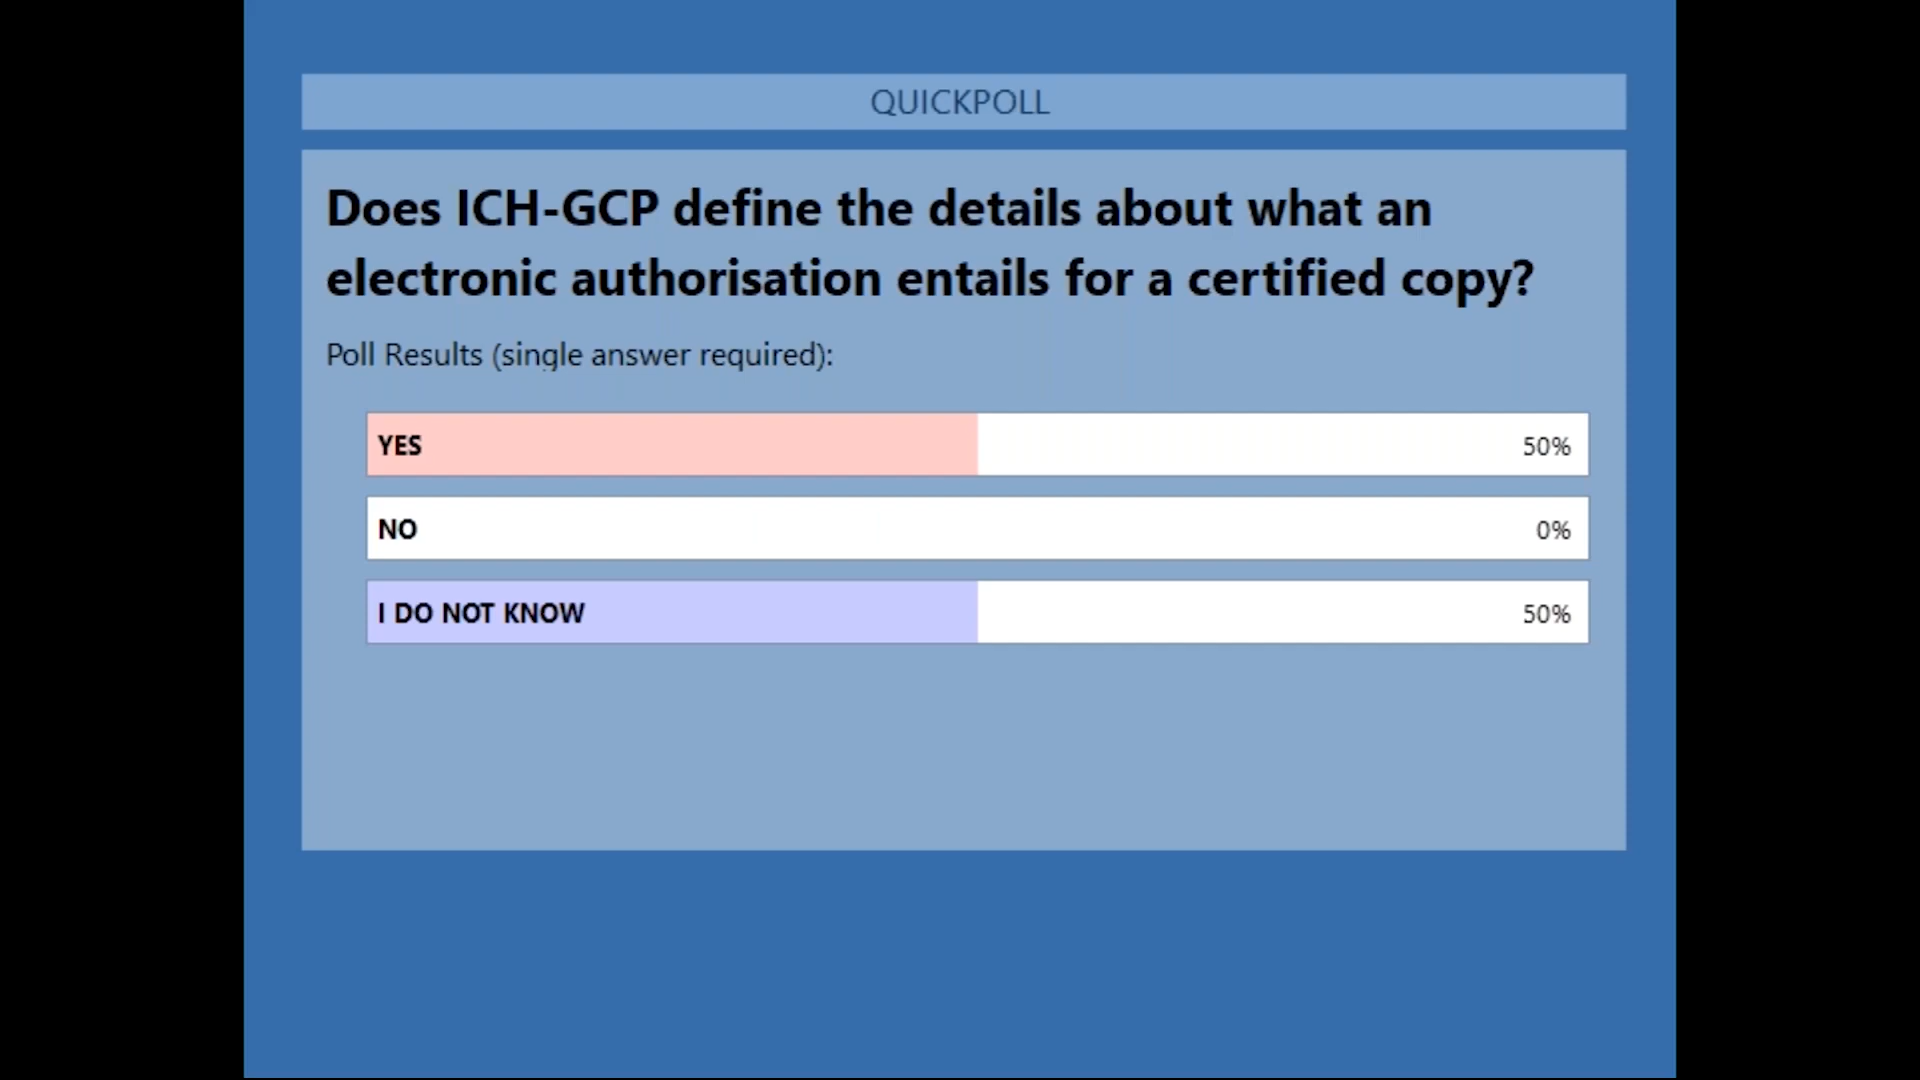 QUICKPOLL
Does ICH-GCP define the details about what an
electronic authorisation entails for a certified copy?
Poll Results (single answer required):
YES 50%
NO 0%
I DO NOT KNOW 50%